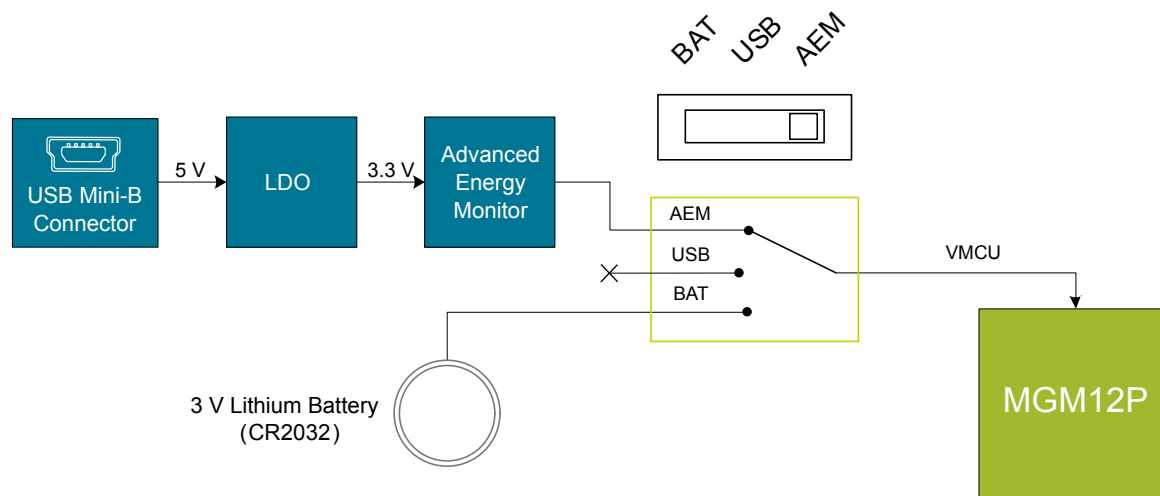 BAT
USB
AEM
USB Mini-B
Connector
5 V
LDO
3.3 V
Advanced
Energy
Monitor
AEM
USB
BAT
VMCU
3 V Lithium Battery
(CR2032)
MGM12P